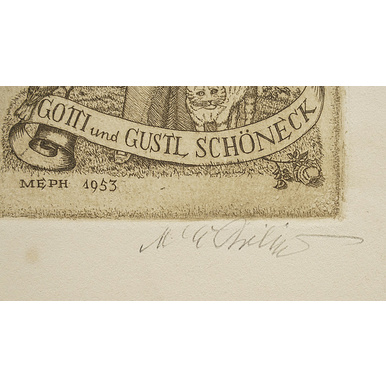 GOTTI und GUSTL SCHÖNECK
MEPH 1953